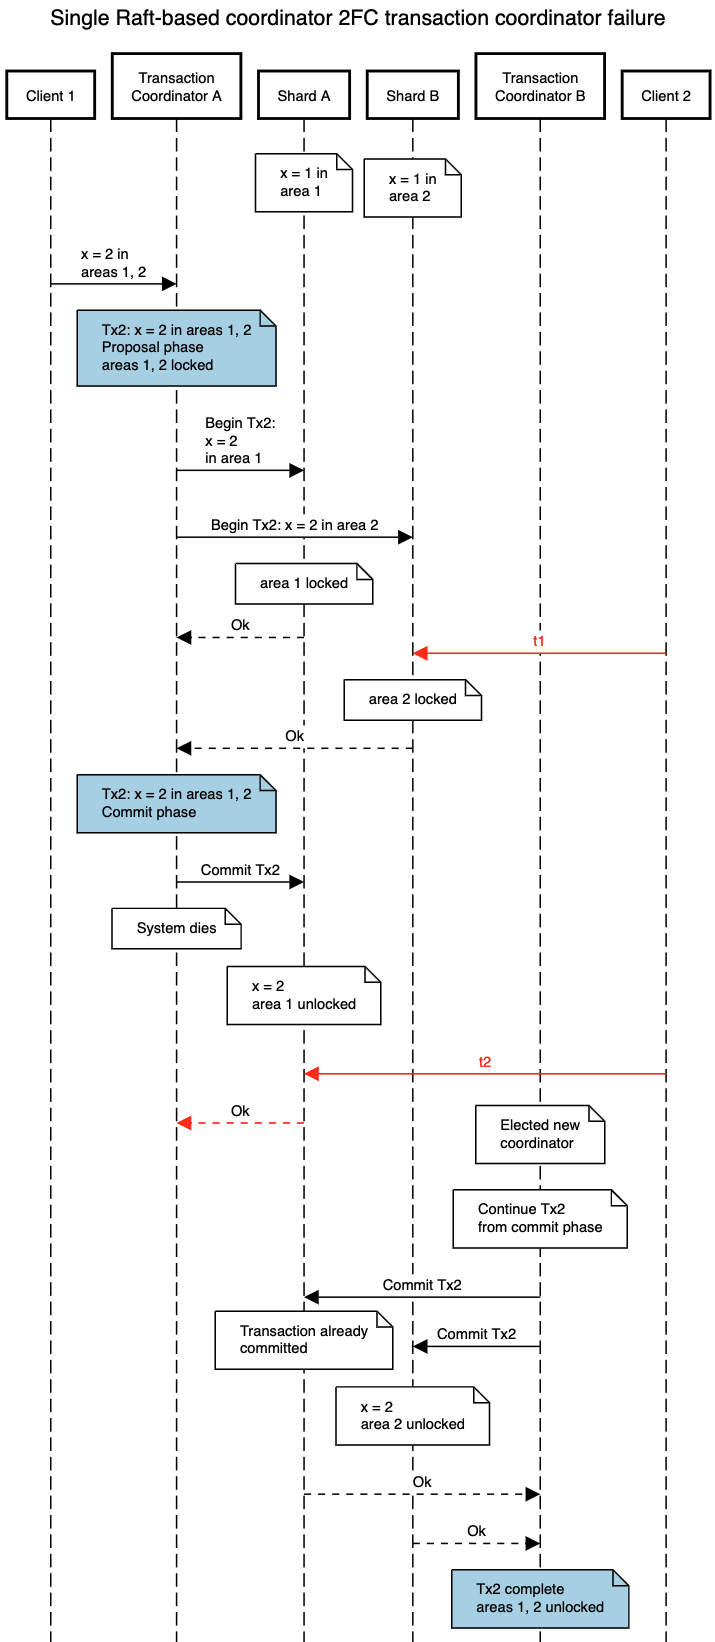 Single Raft-based coordinator 2FC transaction coordinator failure
Client 1
Transaction
Coordinator A
Shard A
Shard B
Transaction
Coordinator B
Client 2
x = 1 in
area 1
x = 1 in
area 2
x = 2 in
areas 1, 2
Tx2: x = 2 in areas 1, 2
Proposal phase
areas 1, 2 locked
Begin Tx2:
x = 2
in area 1
Begin Tx2: x = 2 in area 2
area 1 locked
Ok
t1
area 2 locked
Ok
Tx2: x = 2 in areas 1, 2
Commit phase
Commit Tx2
System dies
x = 2
area 1 unlocked
t2
Ok
Elected new
coordinator
Continue Tx2
from commit phase
Commit Tx2
Transaction already
committed
Commit Tx2
x = 2
area 2 unlocked
Ok
Ok
Tx2 complete
areas 1, 2 unlocked